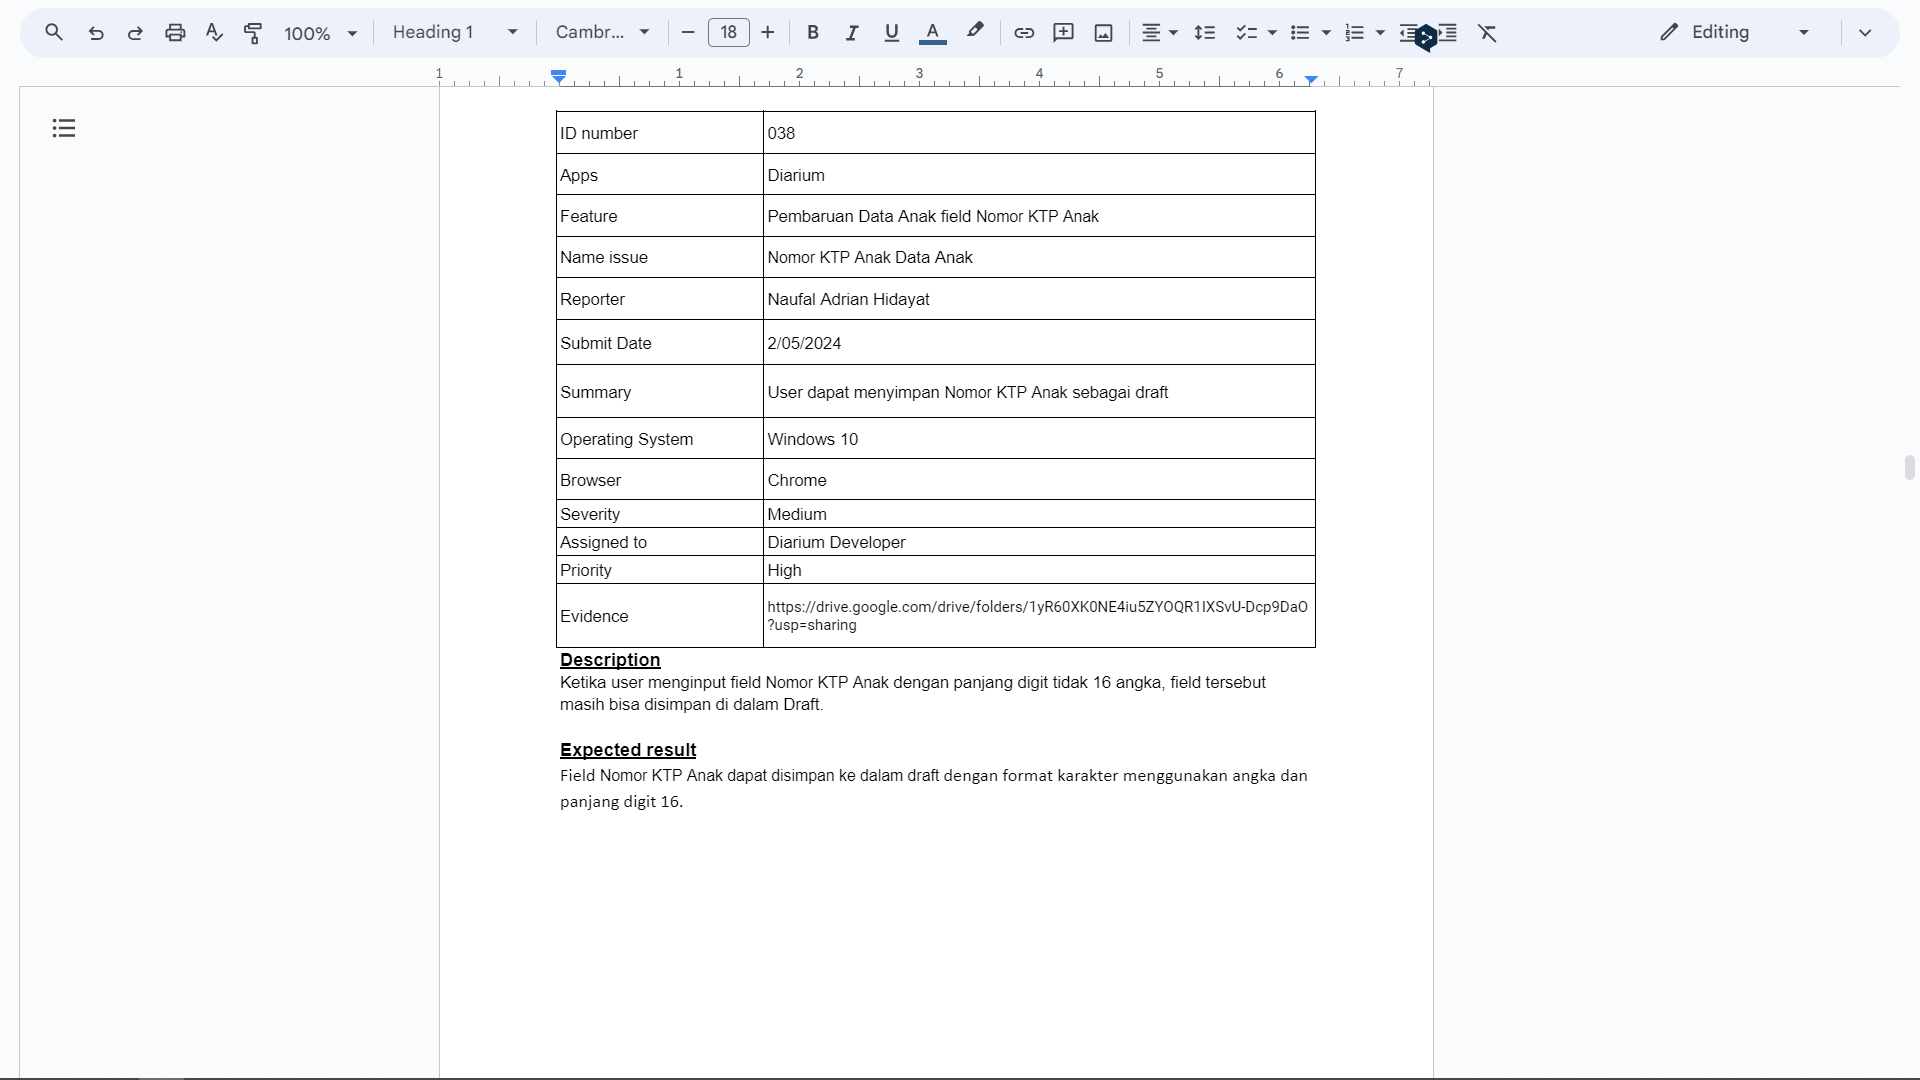 100% Heading 1 Cambr... 18 Editing
1 1 2 3 4 5 6 7
ID number 038
Apps Diarium
Feature Pembaruan Data Anak field Nomor KTP Anak
Name issue Nomor KTP Anak Data Anak
Reporter Naufal Adrian Hidayat
Submit Date 2/05/2024
Summary User dapat menyimpan Nomor KTP Anak sebagai draft
Operating System Windows 10
Browser Chrome
Severity Medium
Assigned to Diarium Developer
Priority High
Evidence https://drive.google.com/drive/folders/1yR60XK0NE4iu5ZYOQR1IXSvU-Dcp9DaO
?usp=sharing
Description
Ketika user menginput field Nomor KTP Anak dengan panjang digit tidak 16 angka, field tersebut
masih bisa disimpan di dalam Draft.
Expected result
Field Nomor KTP Anak dapat disimpan ke dalam draft dengan format karakter menggunakan angka dan
panjang digit 16.